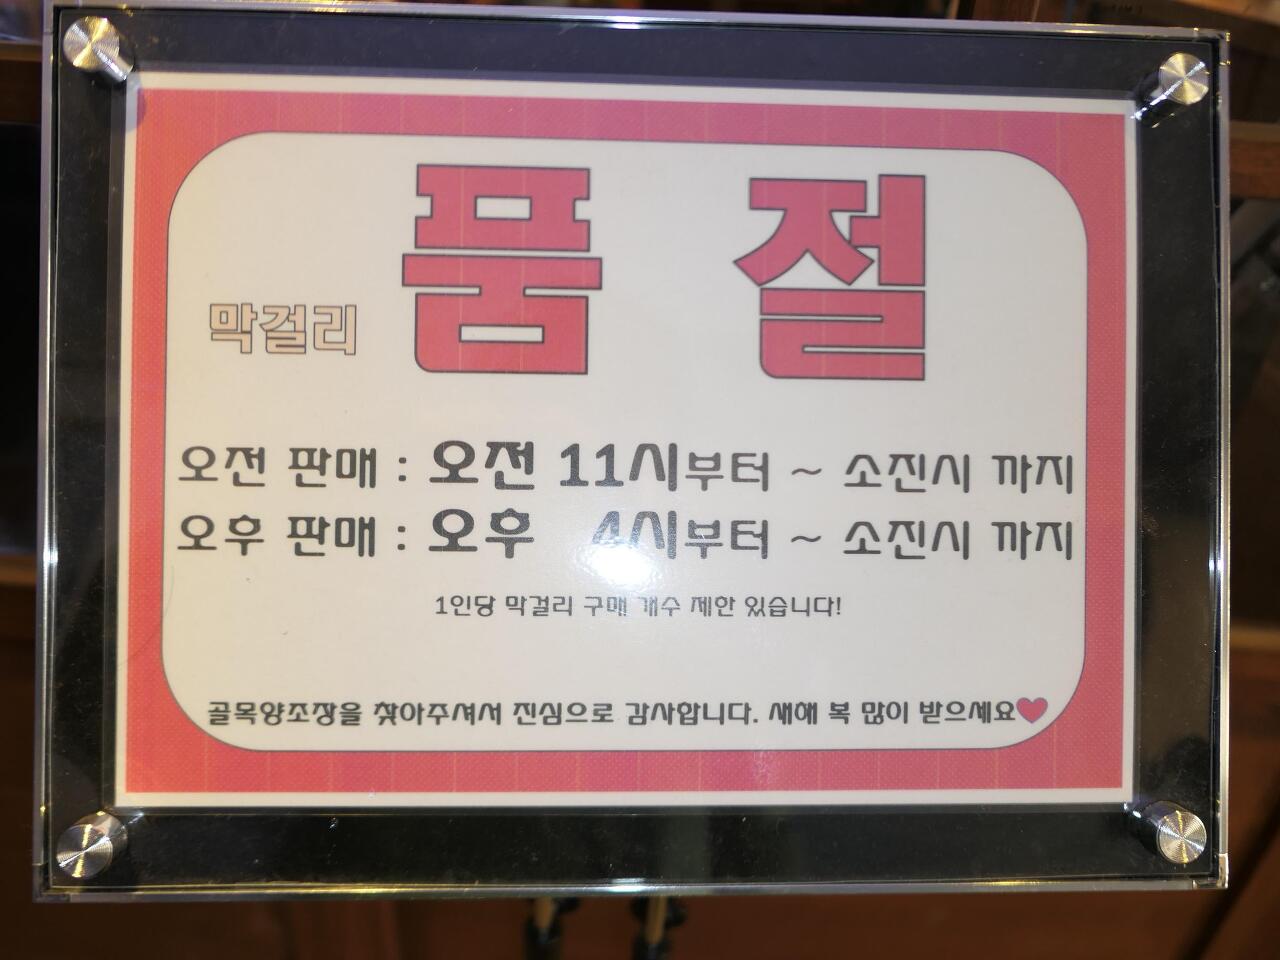 막걸리 품 절
오전 판매 : 오전 11시부터 ~ 소진시 까지
오후 판매 : 오후 4시부터 ~ 소진시 까지
1인당 막걸리 구매 개수 제한 있습니다!
골목양조장을 찾아주셔서 진심으로 감사합니다. 새해 복 많이 받으세요♥